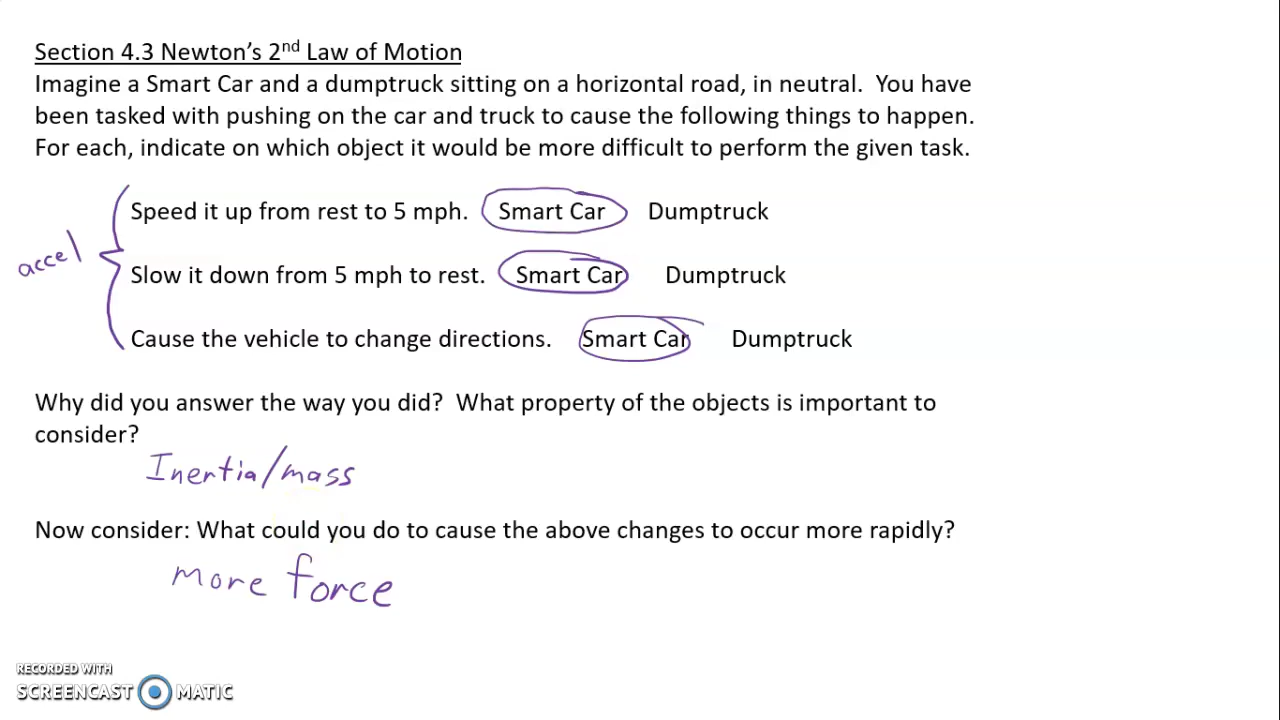 Section 4.3 Newton's 2nd Law of Motion
Imagine a Smart Car and a dumptruck sitting on a horizontal road, in neutral.  You have
been tasked with pushing on the car and truck to cause the following things to happen.
For each, indicate on which object it would be more difficult to perform the given task.
accel
Speed it up from rest to 5 mph.  Smart Car  Dumptruck
Slow it down from 5 mph to rest.  Smart Car  Dumptruck
Cause the vehicle to change directions.  Smart Car  Dumptruck
Why did you answer the way you did?  What property of the objects is important to
consider?
Inertia/mass
Now consider: What could you do to cause the above changes to occur more rapidly?
more force
RECORDED WITH
SCREENCAST MATIC